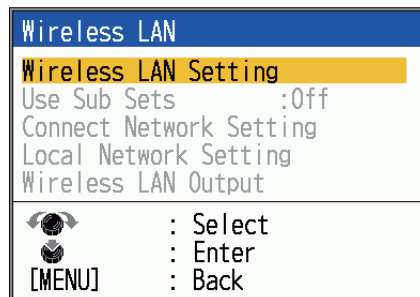 Wireless LAN
Wireless LAN Setting
Use Sub Sets :Off
Connect Network Setting
Local Network Setting
Wireless LAN Output
: Select
: Enter
[MENU] : Back